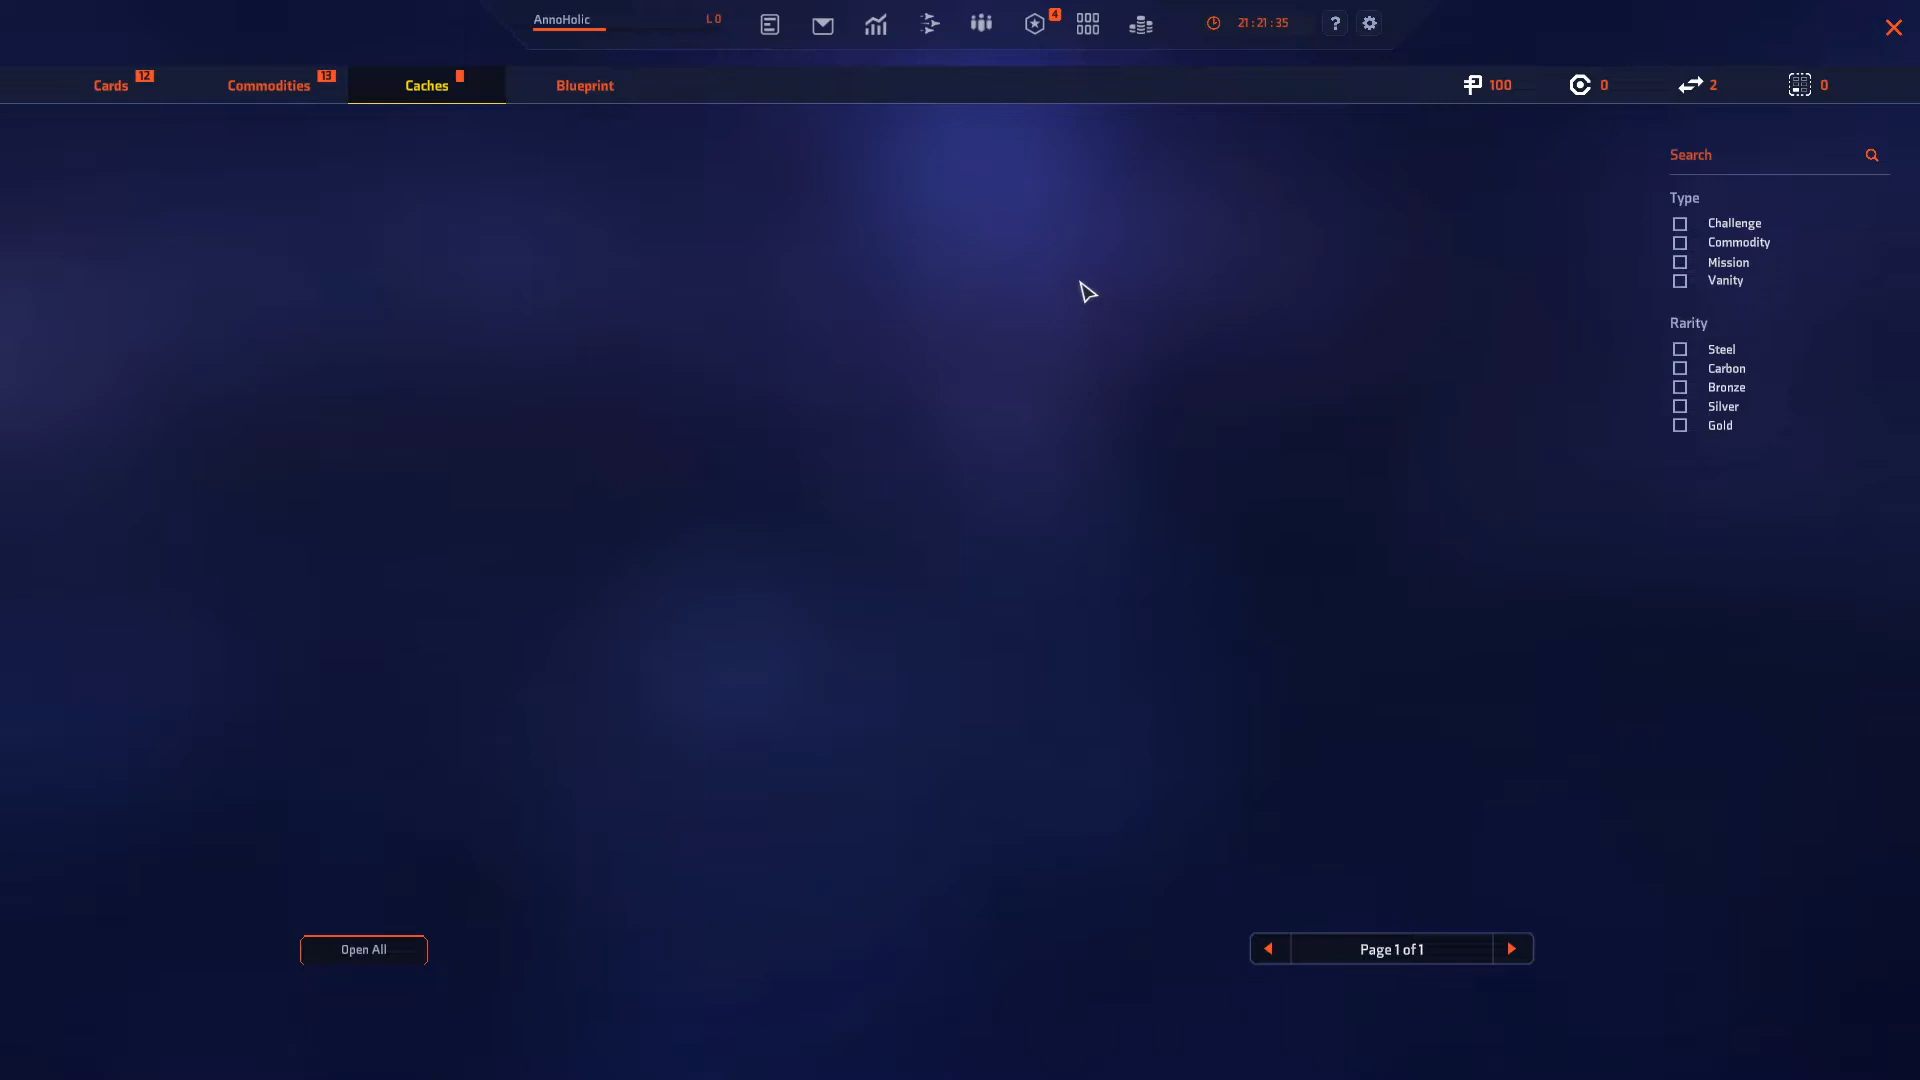 AnnoHolic L 0
4
21:21:35
?
Cards 12
Commodities 13
Caches
Blueprint
100
0
2
0
Search
Type
Challenge
Commodity
Mission
Vanity
Rarity
Steel
Carbon
Bronze
Silver
Gold
Open All
Page 1 of 1